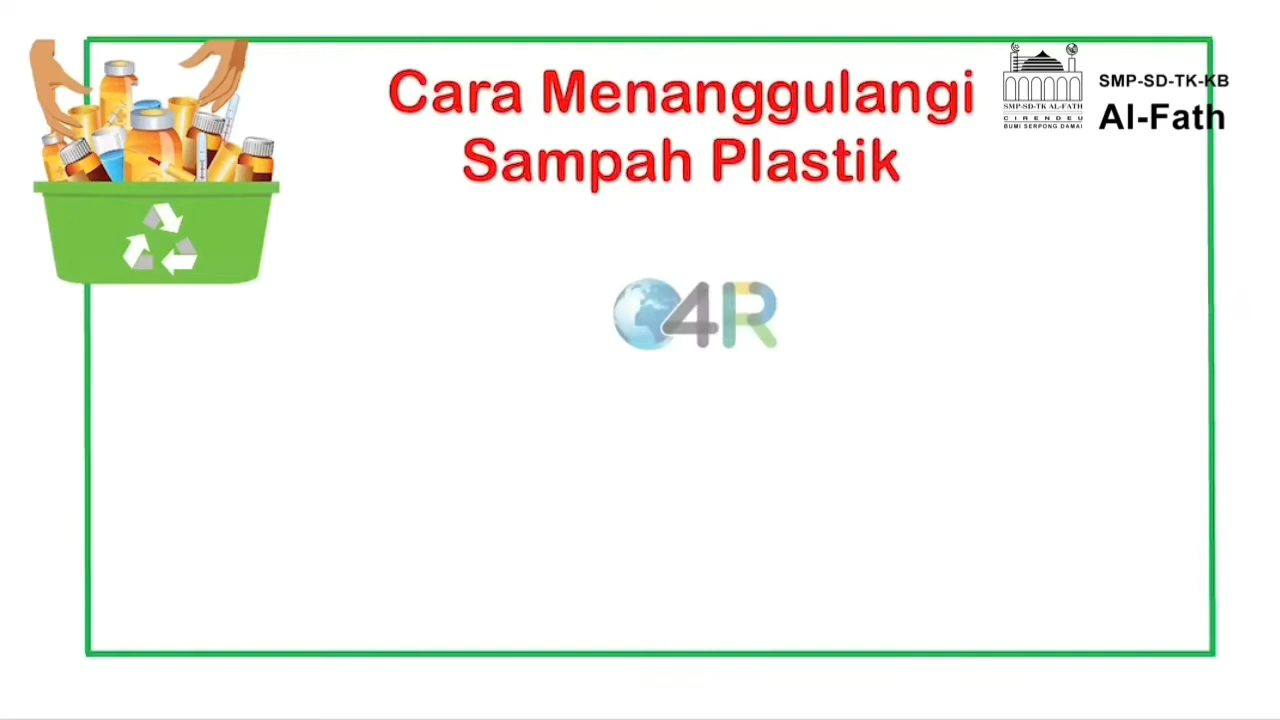 Cara Menanggulangi
Sampah Plastik
SMP-SD-TK AL-FATH
CIRENDEU
BUMI SERPONG DAMAI
SMP-SD-TK-KB
Al-Fath
4R